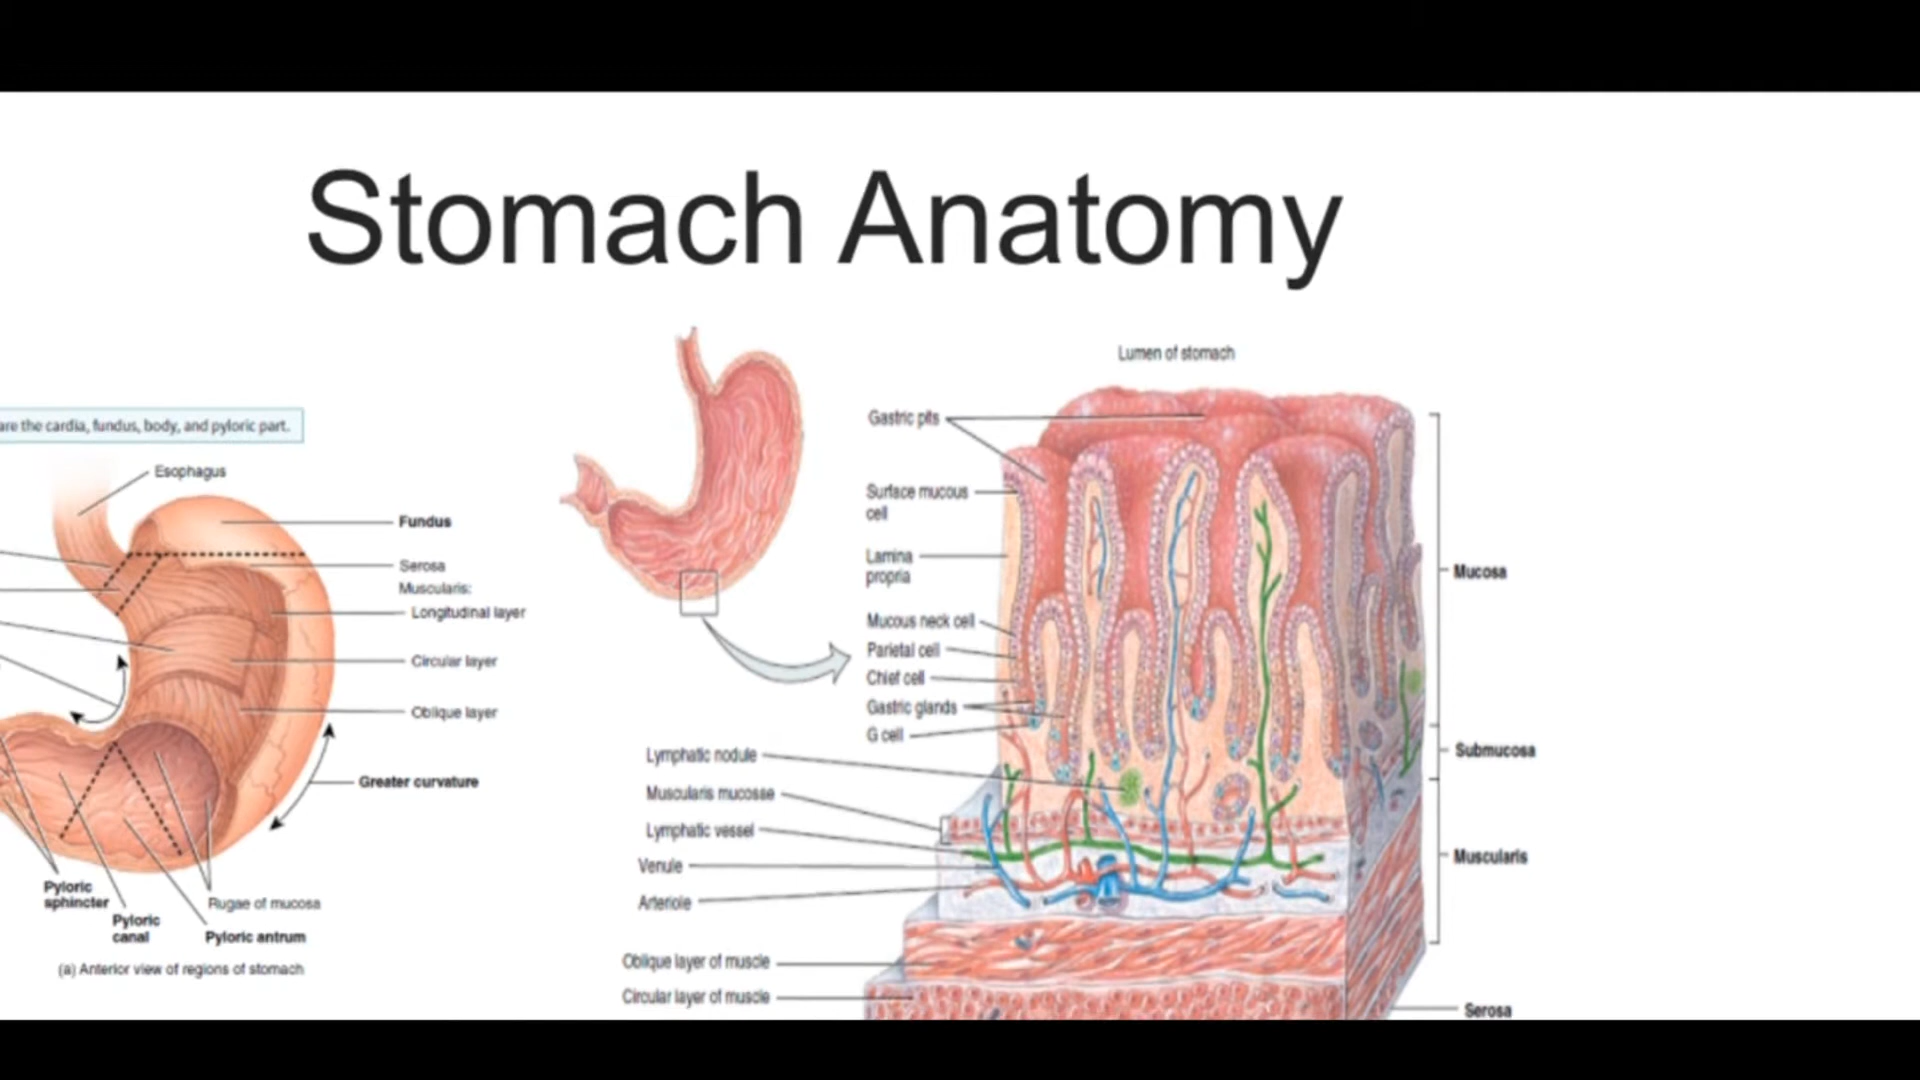 Stomach Anatomy
are the cardia, fundus, body, and pyloric part.
Esophagus
Fundus
Serosa
Muscularis:
Longitudinal layer
Circular layer
Oblique layer
Greater curvature
Pyloric
sphincter
Pyloric
canal
Rugae of mucosa
Pyloric antrum
(a) Anterior view of regions of stomach
Lumen of stomach
Gastric pits
Surface mucous
cell
Lamina
propria
Mucous neck cell
Parietal cell
Chief cell
Gastric glands
G cell
Lymphatic nodule
Muscularis mucosae
Lymphatic vessel
Venule
Arteriole
Oblique layer of muscle
Circular layer of muscle
Mucosa
Submucosa
Muscularis
Serosa